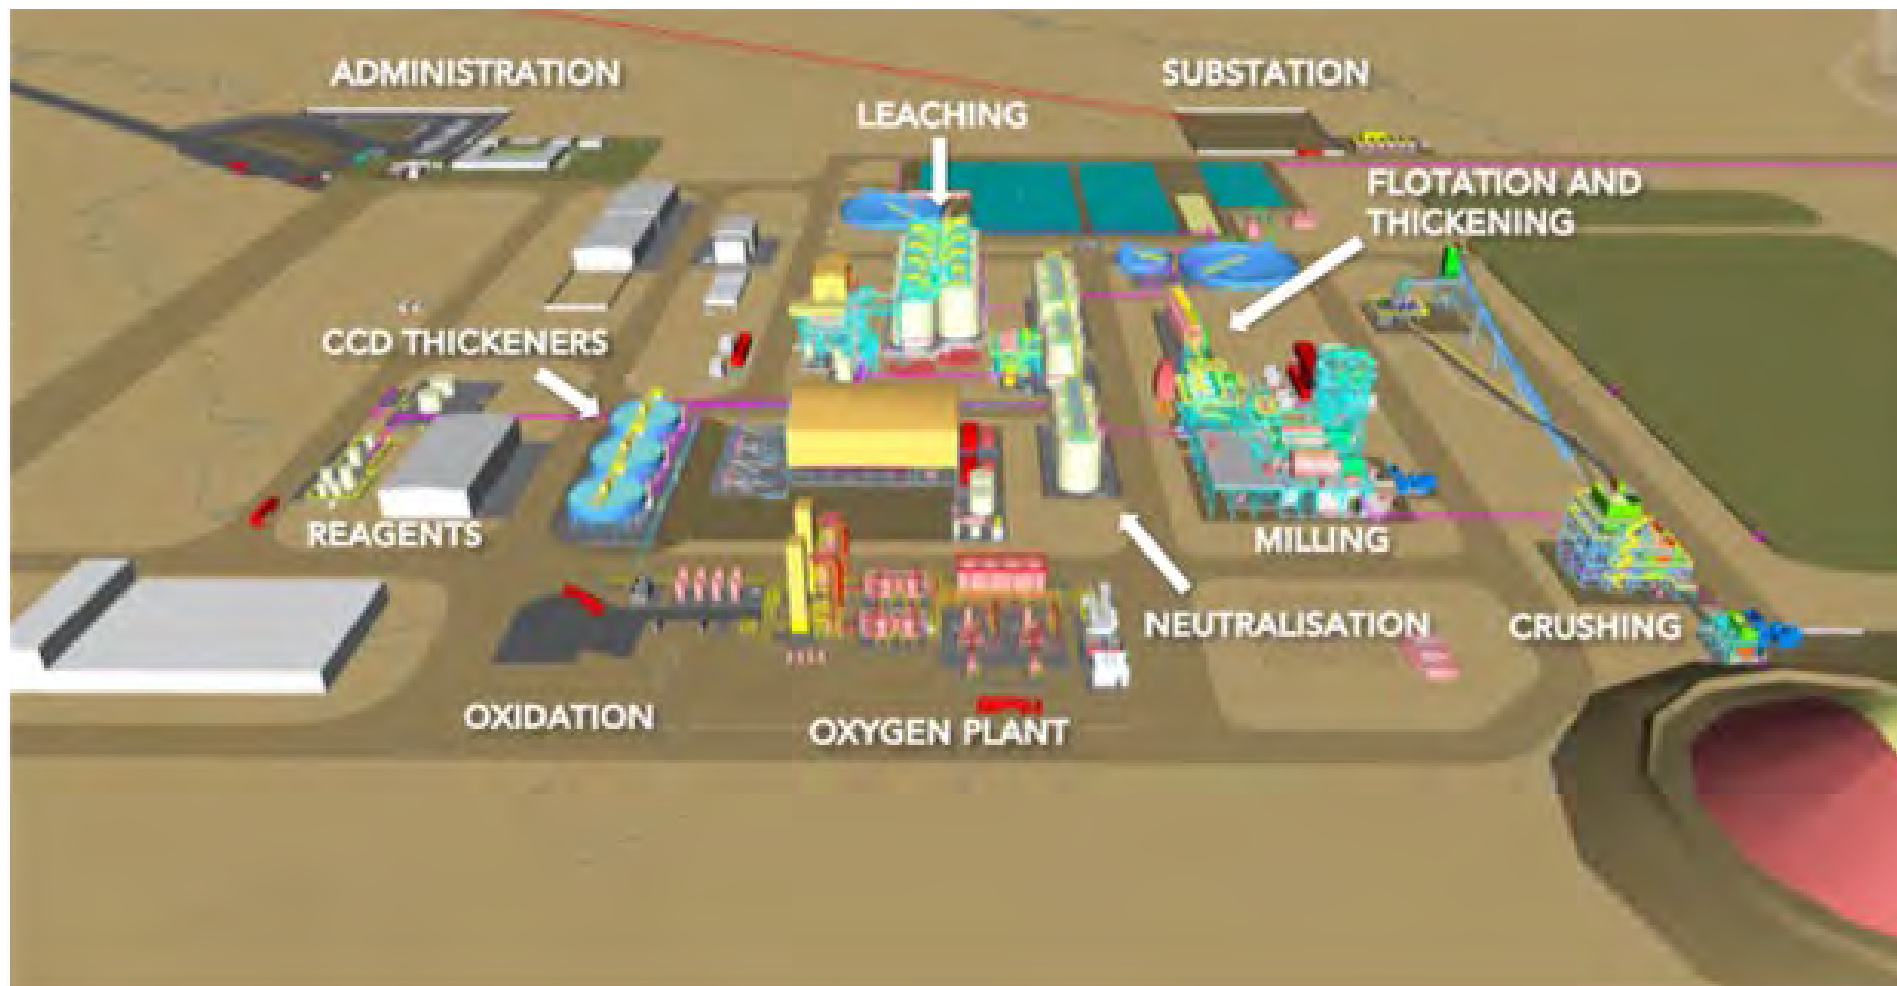 ADMINISTRATION
SUBSTATION
LEACHING
FLOTATION AND
THICKENING
CCD THICKENERS
REAGENTS
MILLING
NEUTRALISATION
CRUSHING
OXIDATION
OXYGEN PLANT